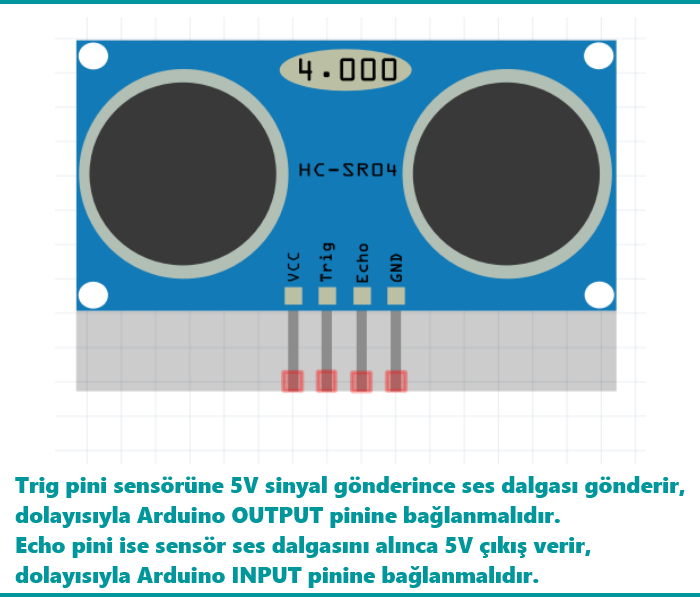 4.000
HC-SR04
VCC
Trig
Echo
GND
Trig pini sensörüne 5V sinyal gönderince ses dalgası gönderir,
dolayısıyla Arduino OUTPUT pinine bağlanmalıdır.
Echo pini ise sensör ses dalgasını alınca 5V çıkış verir,
dolayısıyla Arduino INPUT pinine bağlanmalıdır.